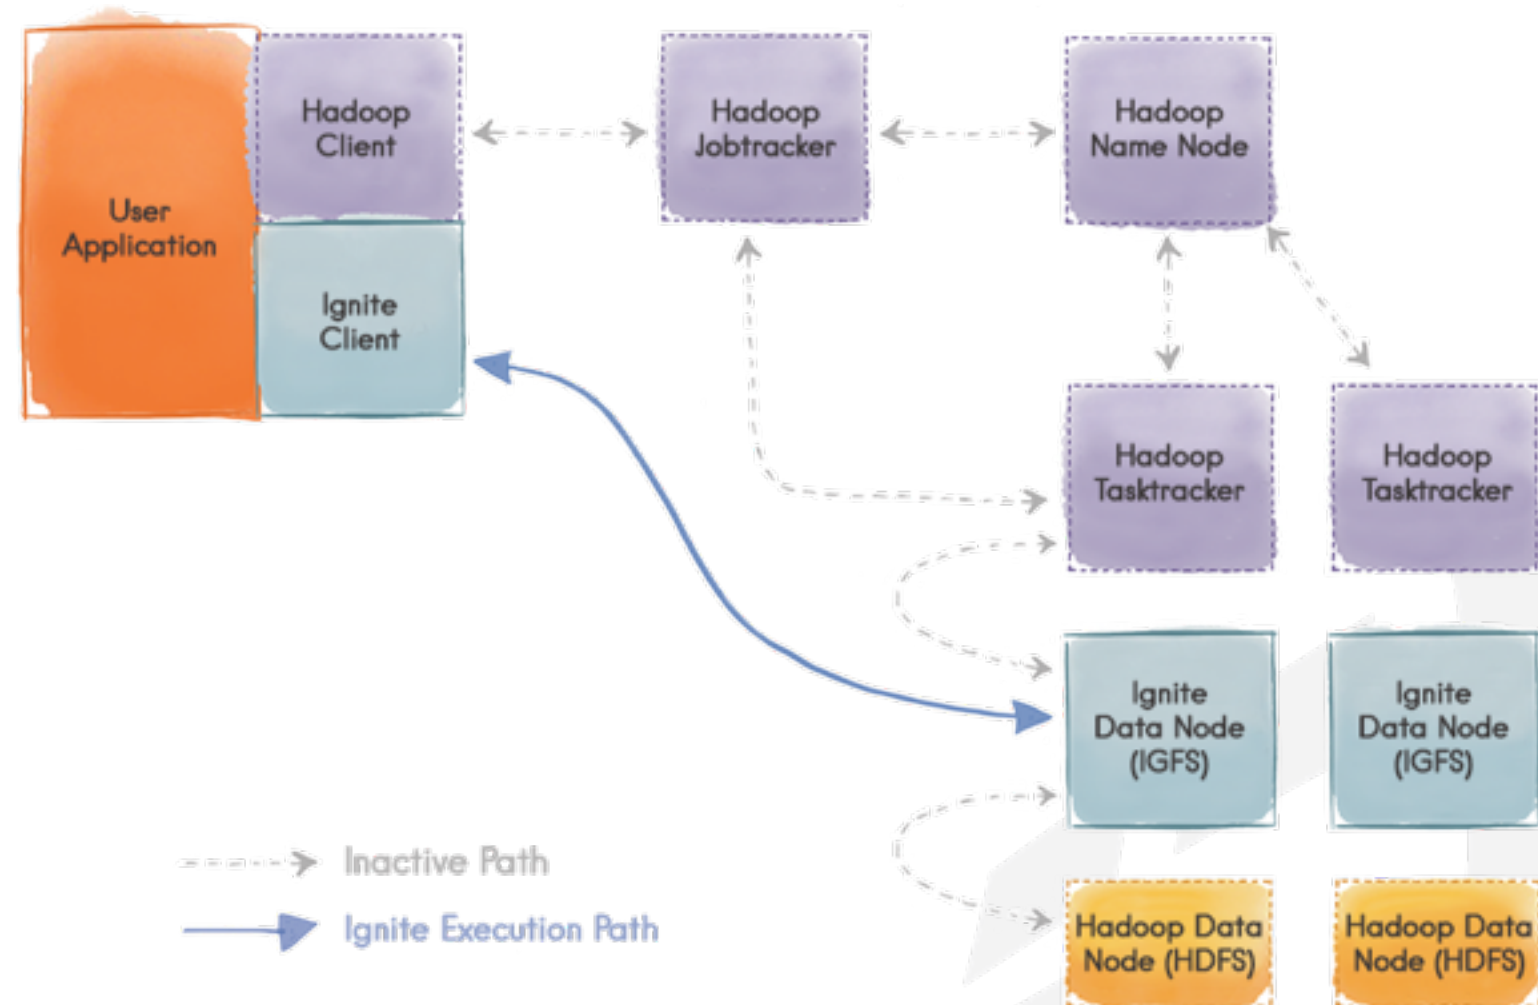 Hadoop
Client
Hadoop
Jobtracker
Hadoop
Name Node
User
Application
Ignite
Client
Hadoop
Tasktracker
Hadoop
Tasktracker
Ignite
Data Node
(IGFS)
Ignite
Data Node
(IGFS)
Inactive Path
Ignite Execution Path
Hadoop Data
Node (HDFS)
Hadoop Data
Node (HDFS)